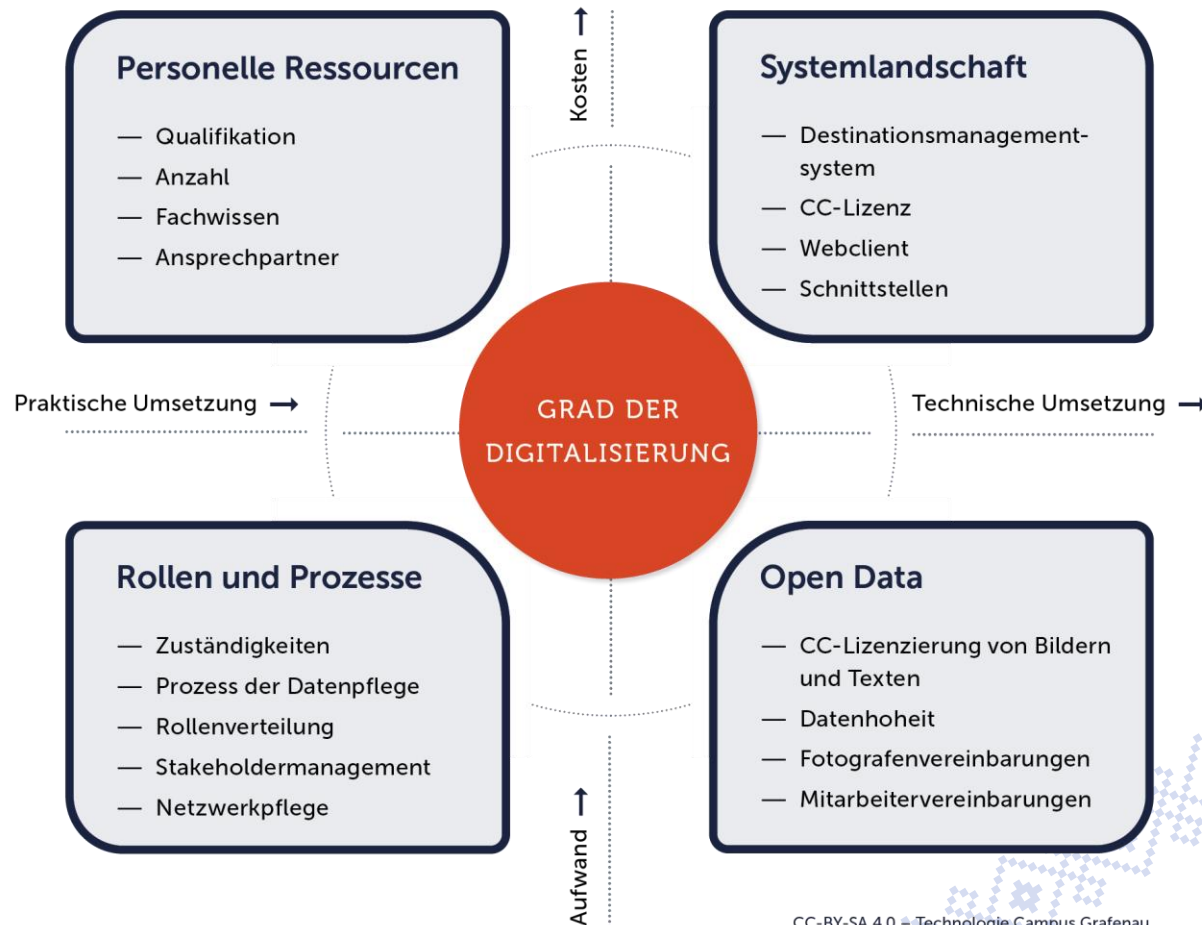 Personelle Ressourcen
— Qualifikation
— Anzahl
— Fachwissen
— Ansprechpartner
Kosten →
Systemlandschaft
— Destinationsmanagement-
system
— CC-Lizenz
— Webclient
— Schnittstellen
Praktische Umsetzung →
GRAD DER
DIGITALISIERUNG
Technische Umsetzung →
Rollen und Prozesse
— Zuständigkeiten
— Prozess der Datenpflege
— Rollenverteilung
— Stakeholdermanagement
— Netzwerkpflege
Aufwand →
Open Data
— CC-Lizenzierung von Bildern
und Texten
— Datenhoheit
— Fotografenvereinbarungen
— Mitarbeitervereinbarungen
CC-BY-SA 4.0 – Technologie Campus Grafenau